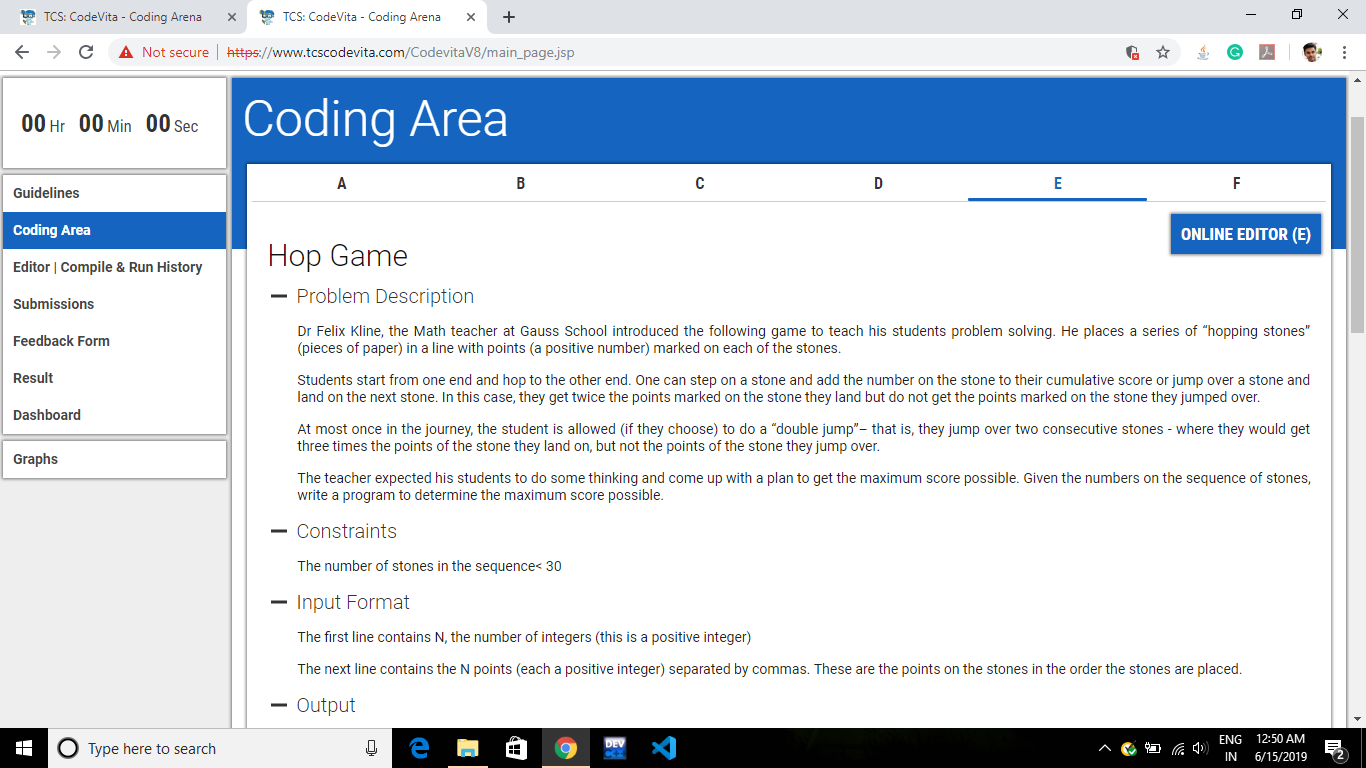 TCS: CodeVita - Coding Arena
TCS: CodeVita - Coding Arena
Not secure | https://www.tcscodevita.com/CodevitaV8/main_page.jsp
00 Hr 00 Min 00 Sec
Guidelines
Coding Area
Editor | Compile & Run History
Submissions
Feedback Form
Result
Dashboard
Graphs
Coding Area
A B C D E F
ONLINE EDITOR (E)
Hop Game
Problem Description
Dr Felix Kline, the Math teacher at Gauss School introduced the following game to teach his students problem solving. He places a series of “hopping stones”
(pieces of paper) in a line with points (a positive number) marked on each of the stones.
Students start from one end and hop to the other end. One can step on a stone and add the number on the stone to their cumulative score or jump over a stone and
land on the next stone. In this case, they get twice the points marked on the stone they land but do not get the points marked on the stone they jumped over.
At most once in the journey, the student is allowed (if they choose) to do a “double jump”– that is, they jump over two consecutive stones - where they would get
three times the points of the stone they land on, but not the points of the stone they jump over.
The teacher expected his students to do some thinking and come up with a plan to get the maximum score possible. Given the numbers on the sequence of stones,
write a program to determine the maximum score possible.
Constraints
The number of stones in the sequence< 30
Input Format
The first line contains N, the number of integers (this is a positive integer)
The next line contains the N points (each a positive integer) separated by commas. These are the points on the stones in the order the stones are placed.
Output
Type here to search
DEV
ENG
IN
12:50 AM
6/15/2019
2